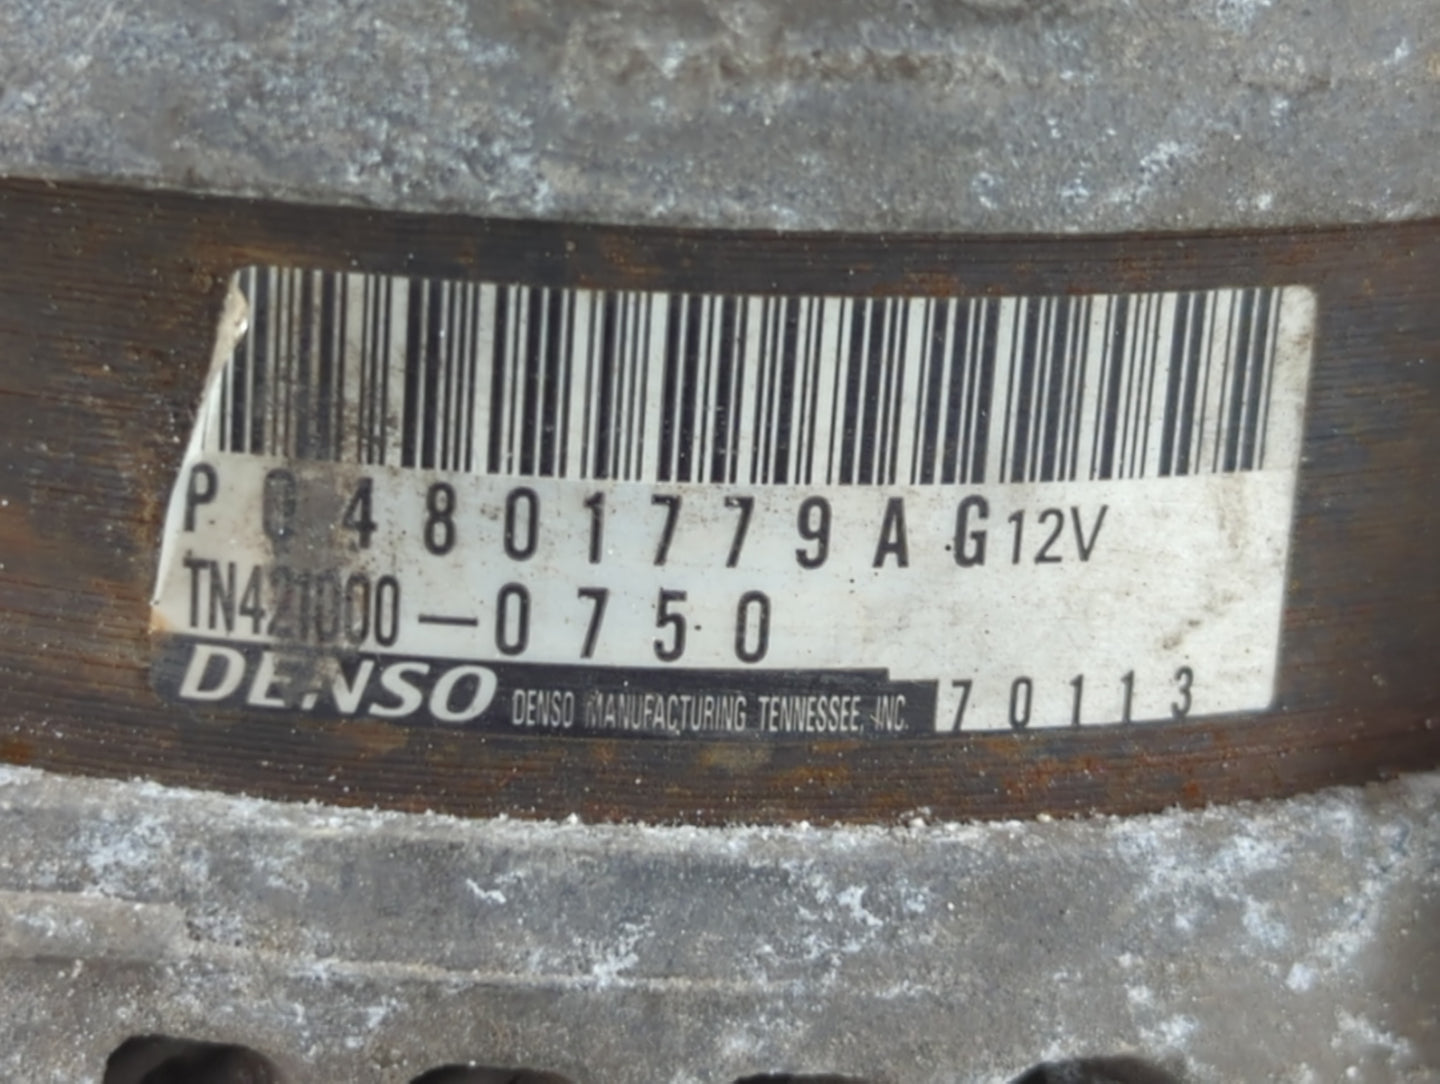 P04801779AG 12V
TN421000-0750
DENSO DENSO MANUFACTURING TENNESSEE, INC. 70113